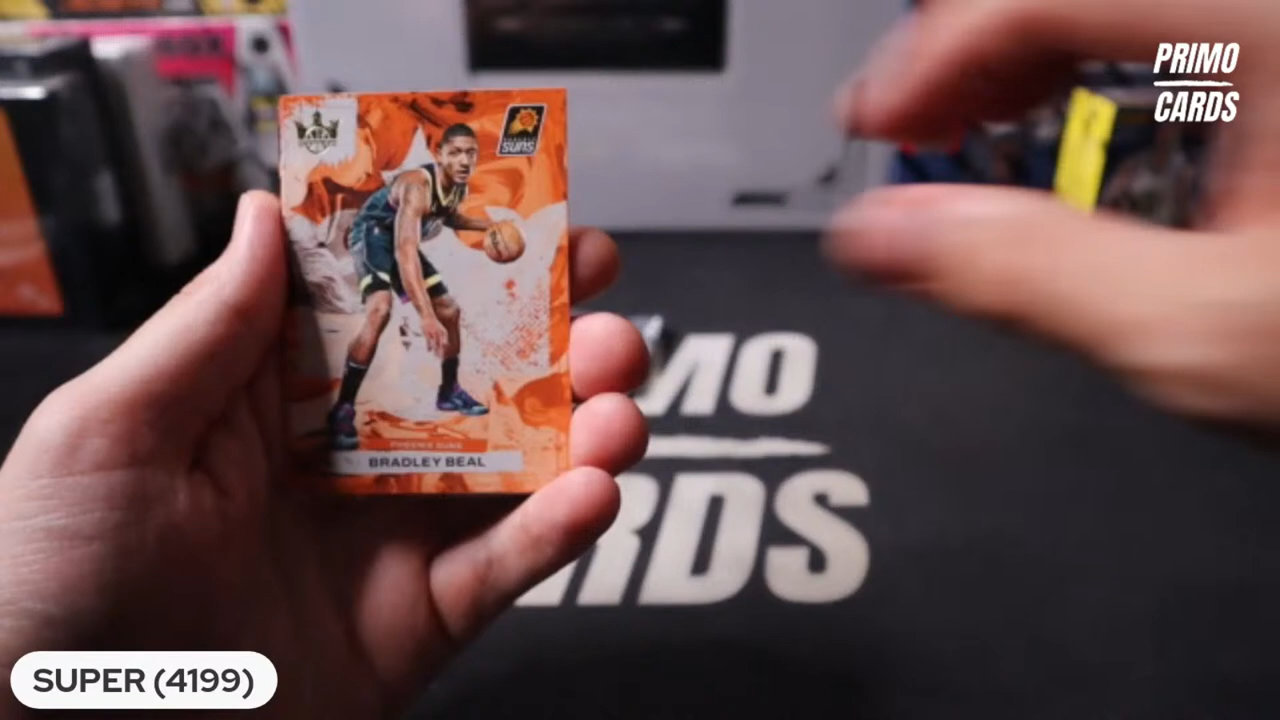 PRIMO
CARDS
SUNS
PHOENIX SUNS
BRADLEY BEAL
MO
RDS
SUPER (4199)